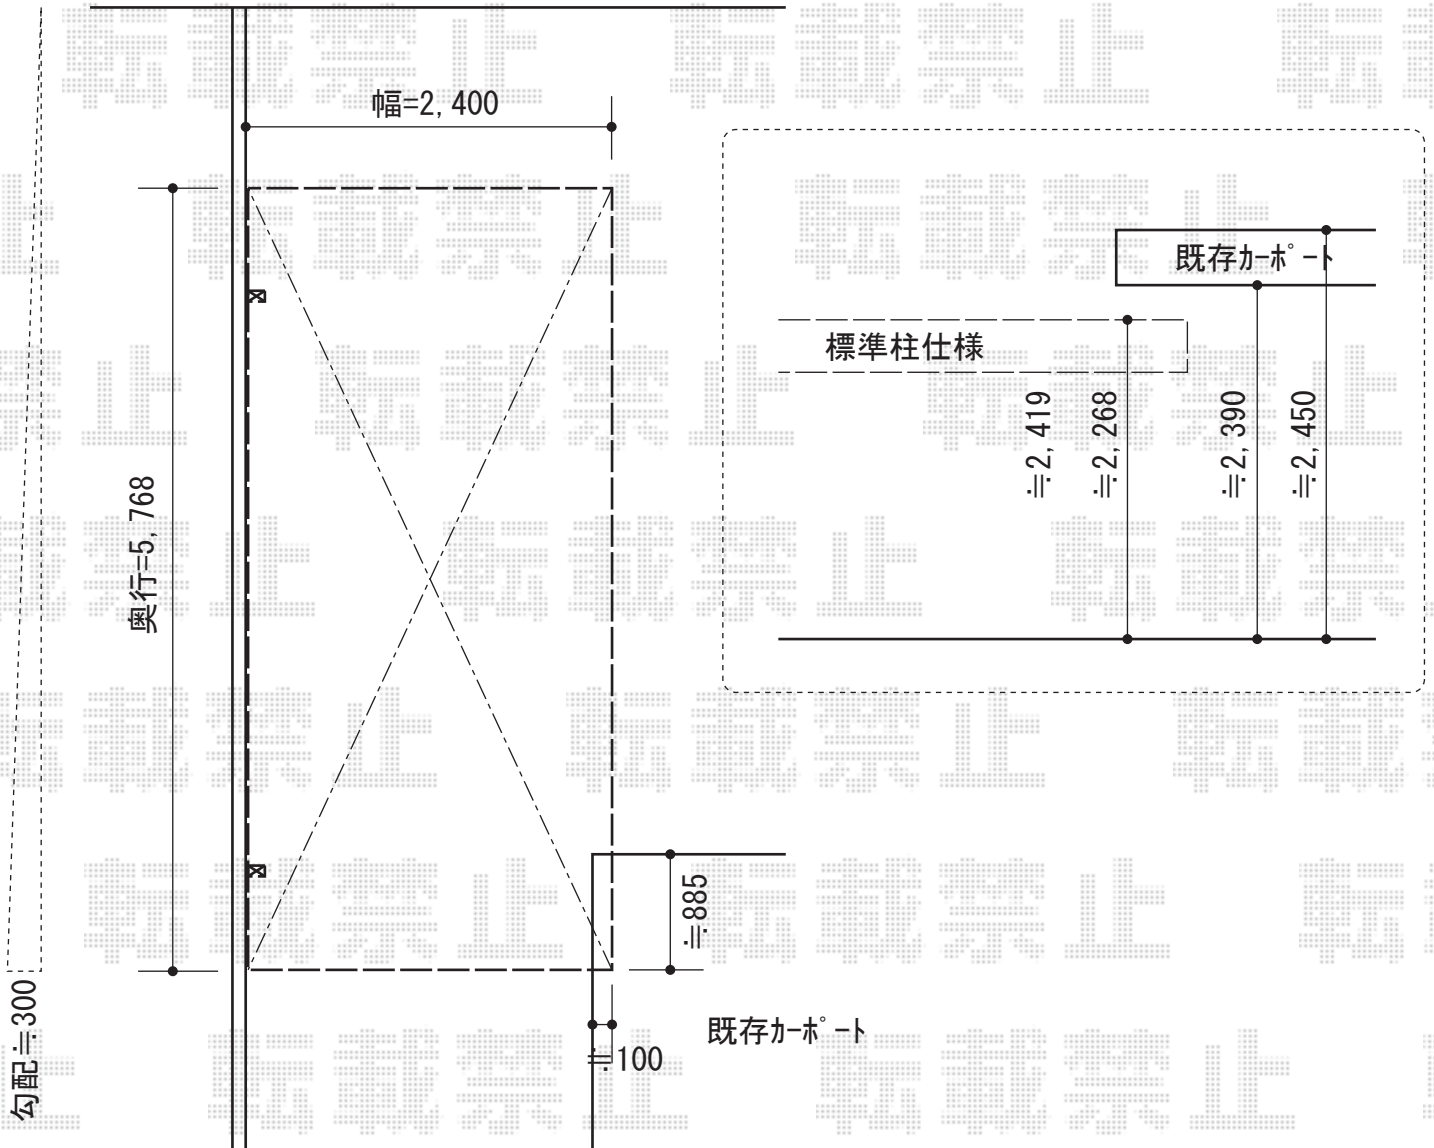 幅=2,400
既存ｶｰﾎﾟｰﾄ
標準柱仕様
≒2,419
≒2,268
≒2,390
≒2,450
奥行=5,768
≒885
既存ｶｰﾎﾟｰﾄ
≒100
勾配≒300
転載禁止